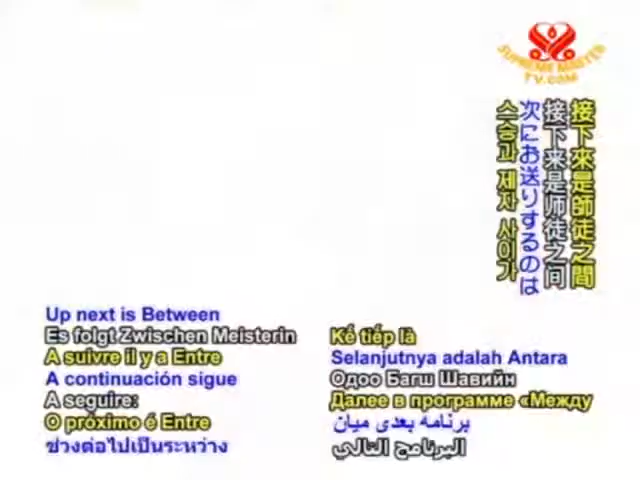 SUPREME MASTER
TV.COM
接下來是師徒之間
接下来是师徒之间
次にお送りするのは
스승과 제자 사이가
Up next is Between
Es folgt Zwischen Meisterin
A suivre il y a Entre
A continuación sigue
A seguire:
O próximo é Entre
ช่วงต่อไปเป็นระหว่าง
Kế tiếp là
Selanjutnya adalah Antara
Одоо Багш Шавийн
Далее в программе «Между
برنامه بعدی میان
البرنامج التالي